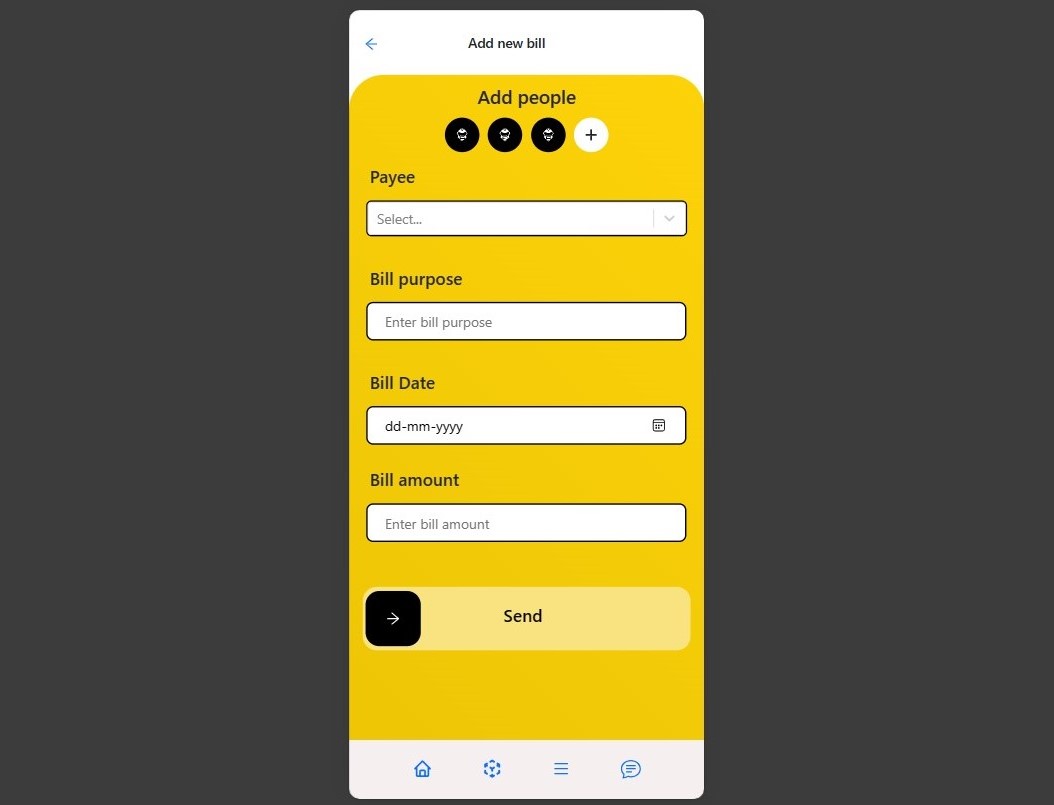 Add new bill
Add people
Payee
Select...
Bill purpose
Enter bill purpose
Bill Date
dd-mm-yyyy
Bill amount
Enter bill amount
Send